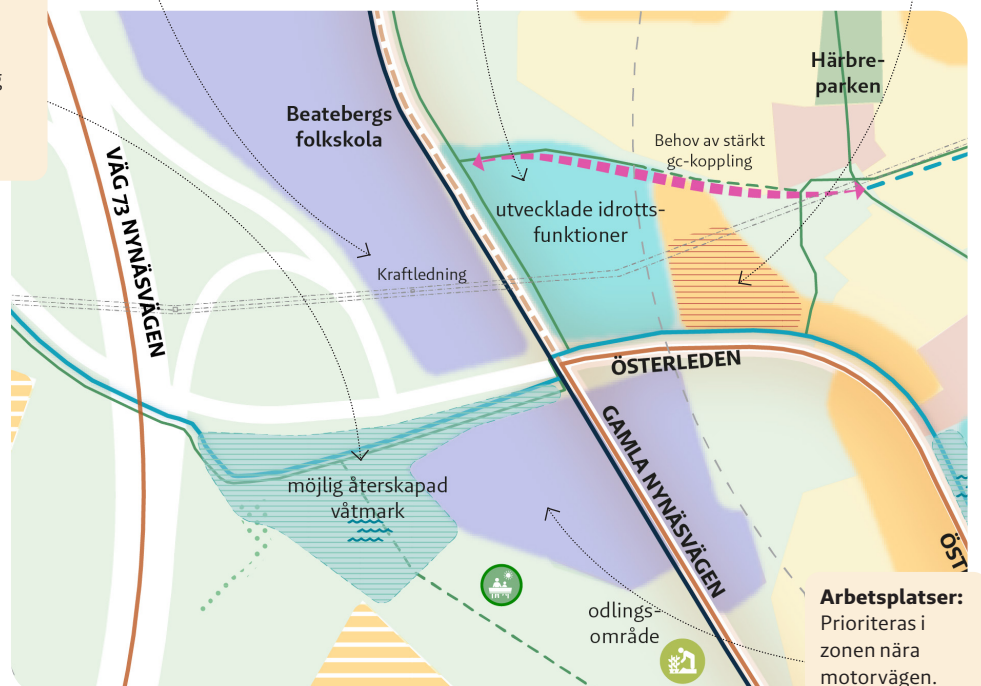 g
Härbre-
parken
Beatebergs
folkskola
Behov av stärkt
gc-koppling
VÄG 73 NYNÄSVÄGEN
utvecklade idrotts-
funktioner
Kraftledning
ÖSTERLEDEN
GAMLA NYNÄSVÄGEN
möjlig återskapad
våtmark
ÖST
odlings-
område
Arbetsplatser:
Prioriteras i
zonen nära
motorvägen.